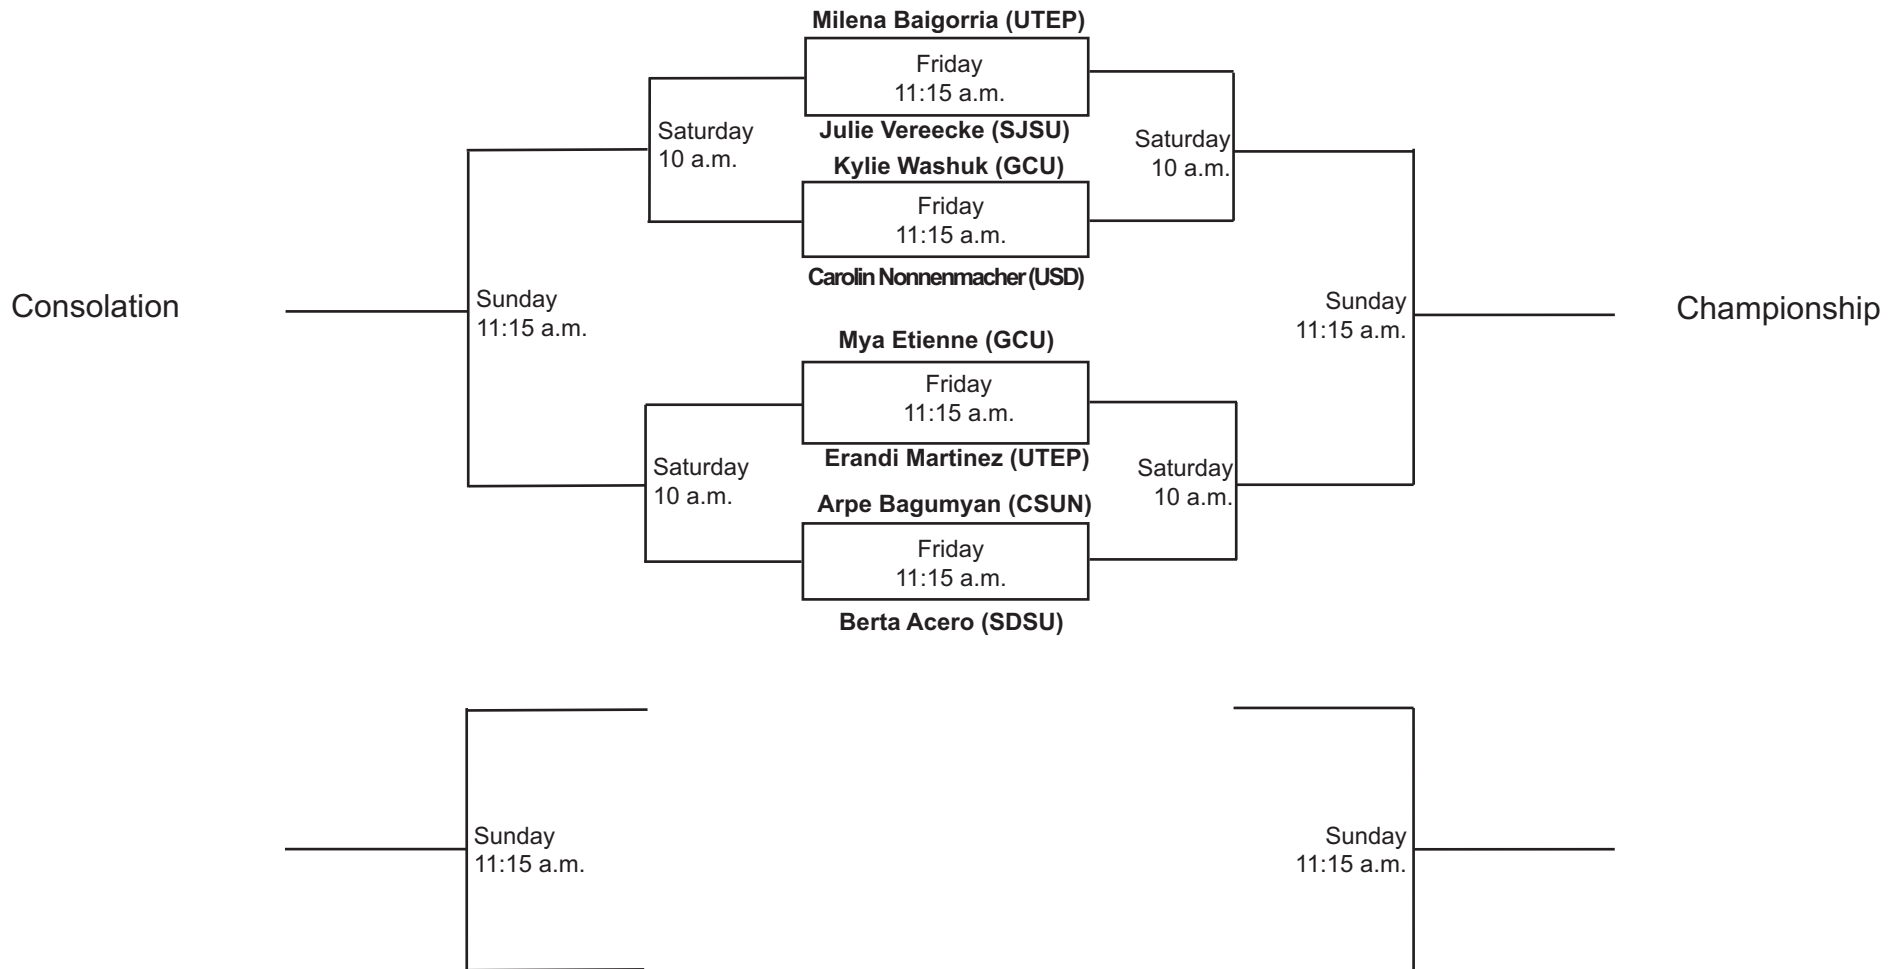 Milena Baigorria (UTEP)
Friday
11:15 a.m.
Julie Vereecke (SJSU)
Saturday
10 a.m.
Saturday
10 a.m.
Kylie Washuk (GCU)
Friday
11:15 a.m.
Carolin Nonnenmacher (USD)
Consolation
Sunday
11:15 a.m.
Sunday
11:15 a.m.
Championship
Mya Etienne (GCU)
Friday
11:15 a.m.
Erandi Martinez (UTEP)
Saturday
10 a.m.
Saturday
10 a.m.
Arpe Bagumyan (CSUN)
Friday
11:15 a.m.
Berta Acero (SDSU)
Sunday
11:15 a.m.
Sunday
11:15 a.m.